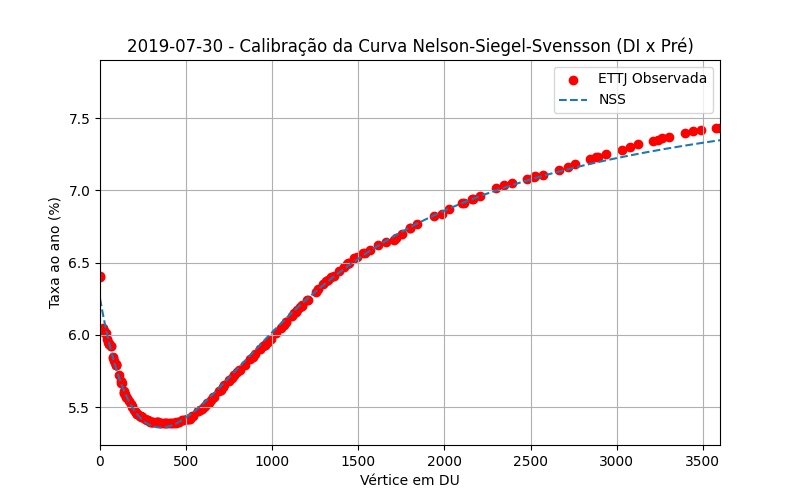 2019-07-30 - Calibração da Curva Nelson-Siegel-Svensson (DI x Pré)
ETTJ Observada
NSS
Taxa ao ano (%)
7.5
7.0
6.5
6.0
5.5
0 500 1000 1500 2000 2500 3000 3500
Vértice em DU